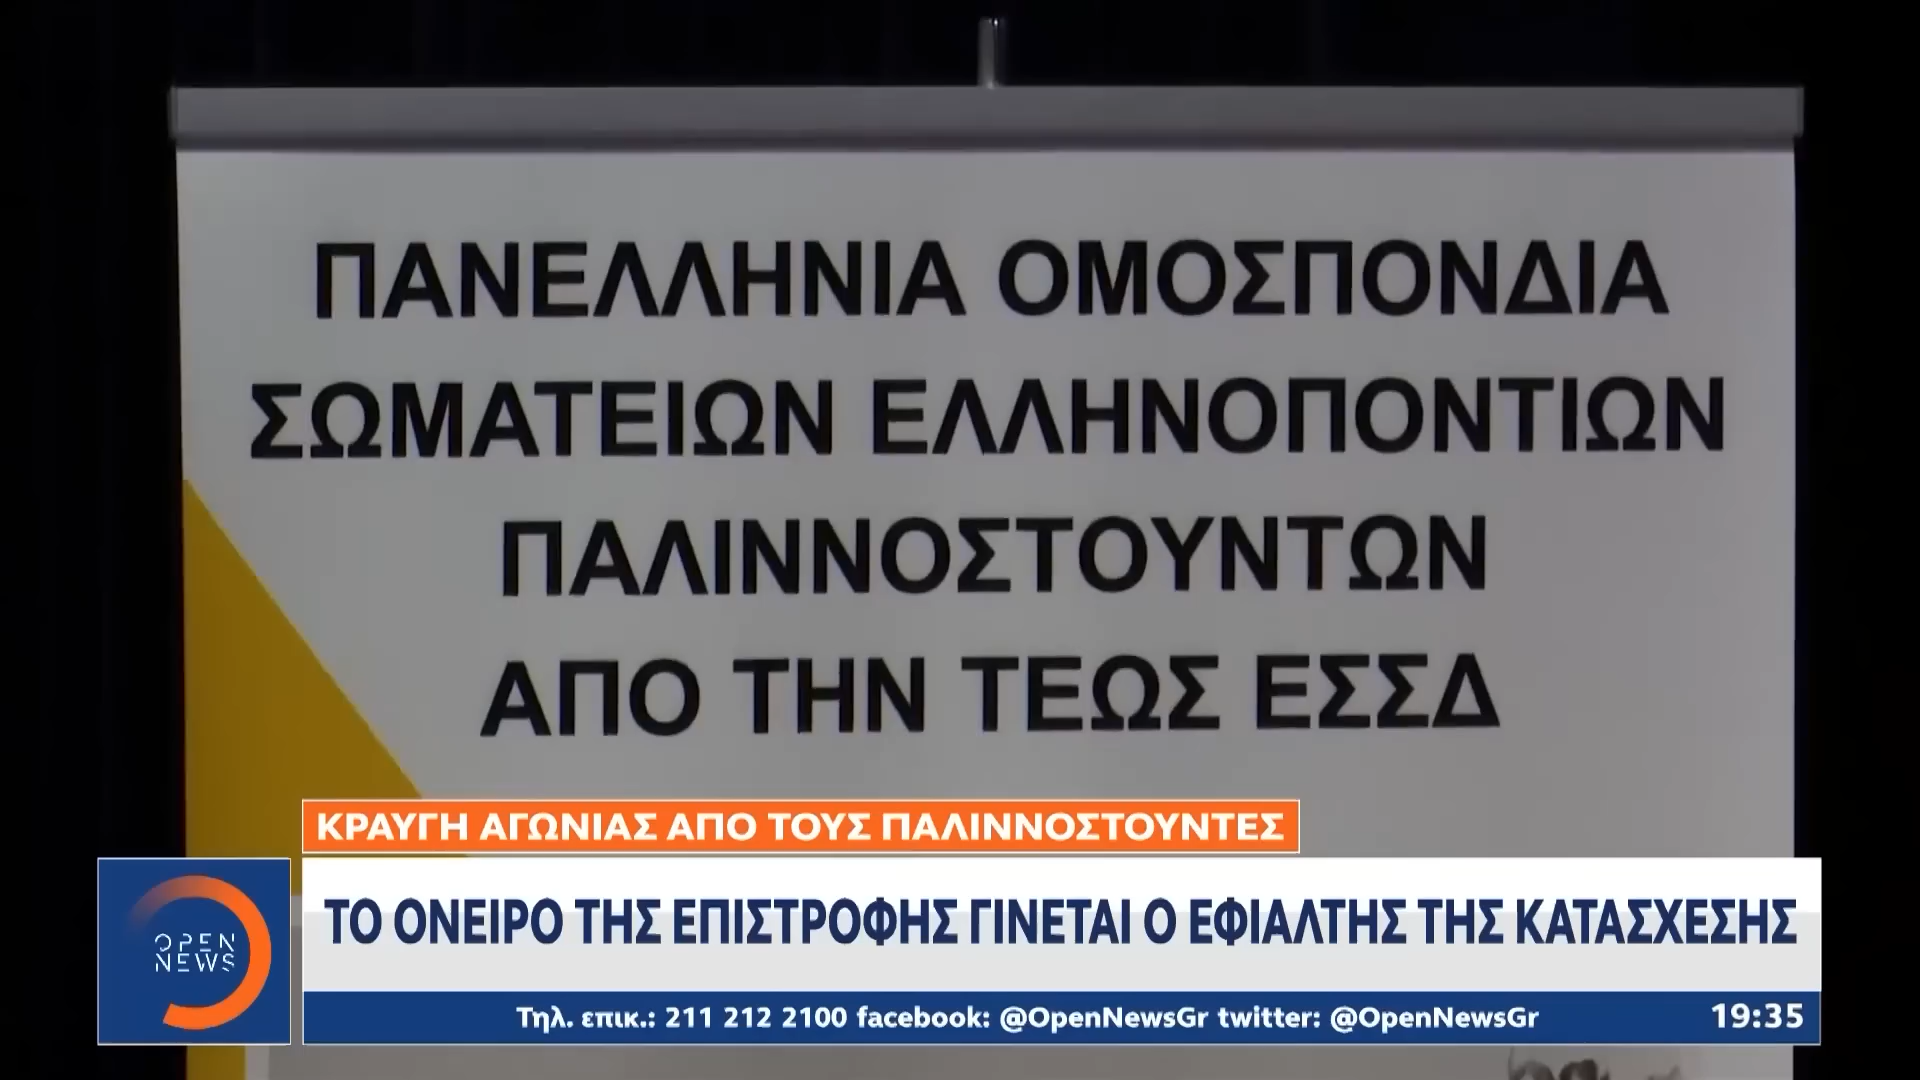 ΠΑΝΕΛΛΗΝΙΑ ΟΜΟΣΠΟΝΔΙΑ
ΣΩΜΑΤΕΙΩΝ ΕΛΛΗΝΟΠΟΝΤΙΩΝ
ΠΑΛΙΝΝΟΣΤΟΥΝΤΩΝ
ΑΠΟ ΤΗΝ ΤΕΩΣ ΕΣΣΔ
ΚΡΑΥΓΗ ΑΓΩΝΙΑΣ ΑΠΟ ΤΟΥΣ ΠΑΛΙΝΝΟΣΤΟΥΝΤΕΣ
ΤΟ ΟΝΕΙΡΟ ΤΗΣ ΕΠΙΣΤΡΟΦΗΣ ΓΙΝΕΤΑΙ Ο ΕΦΙΑΛΤΗΣ ΤΗΣ ΚΑΤΑΣΧΕΣΗΣ
OPEN
NEWS
Τηλ. επικ.: 211 212 2100 facebook: @OpenNewsGr twitter: @OpenNewsGr
19:35